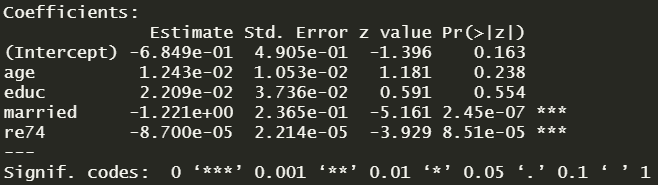 Coefficients:
              Estimate Std. Error z value Pr(>|z|)
(Intercept) -6.849e-01  4.905e-01  -1.396    0.163
age          1.243e-02  1.053e-02   1.181    0.238
educ         2.209e-02  3.736e-02   0.591    0.554
married     -1.221e+00  2.365e-01  -5.161 2.45e-07 ***
re74        -8.700e-05  2.214e-05  -3.929 8.51e-05 ***
---
Signif. codes:  0 ‘***’ 0.001 ‘**’ 0.01 ‘*’ 0.05 ‘.’ 0.1 ‘ ’ 1